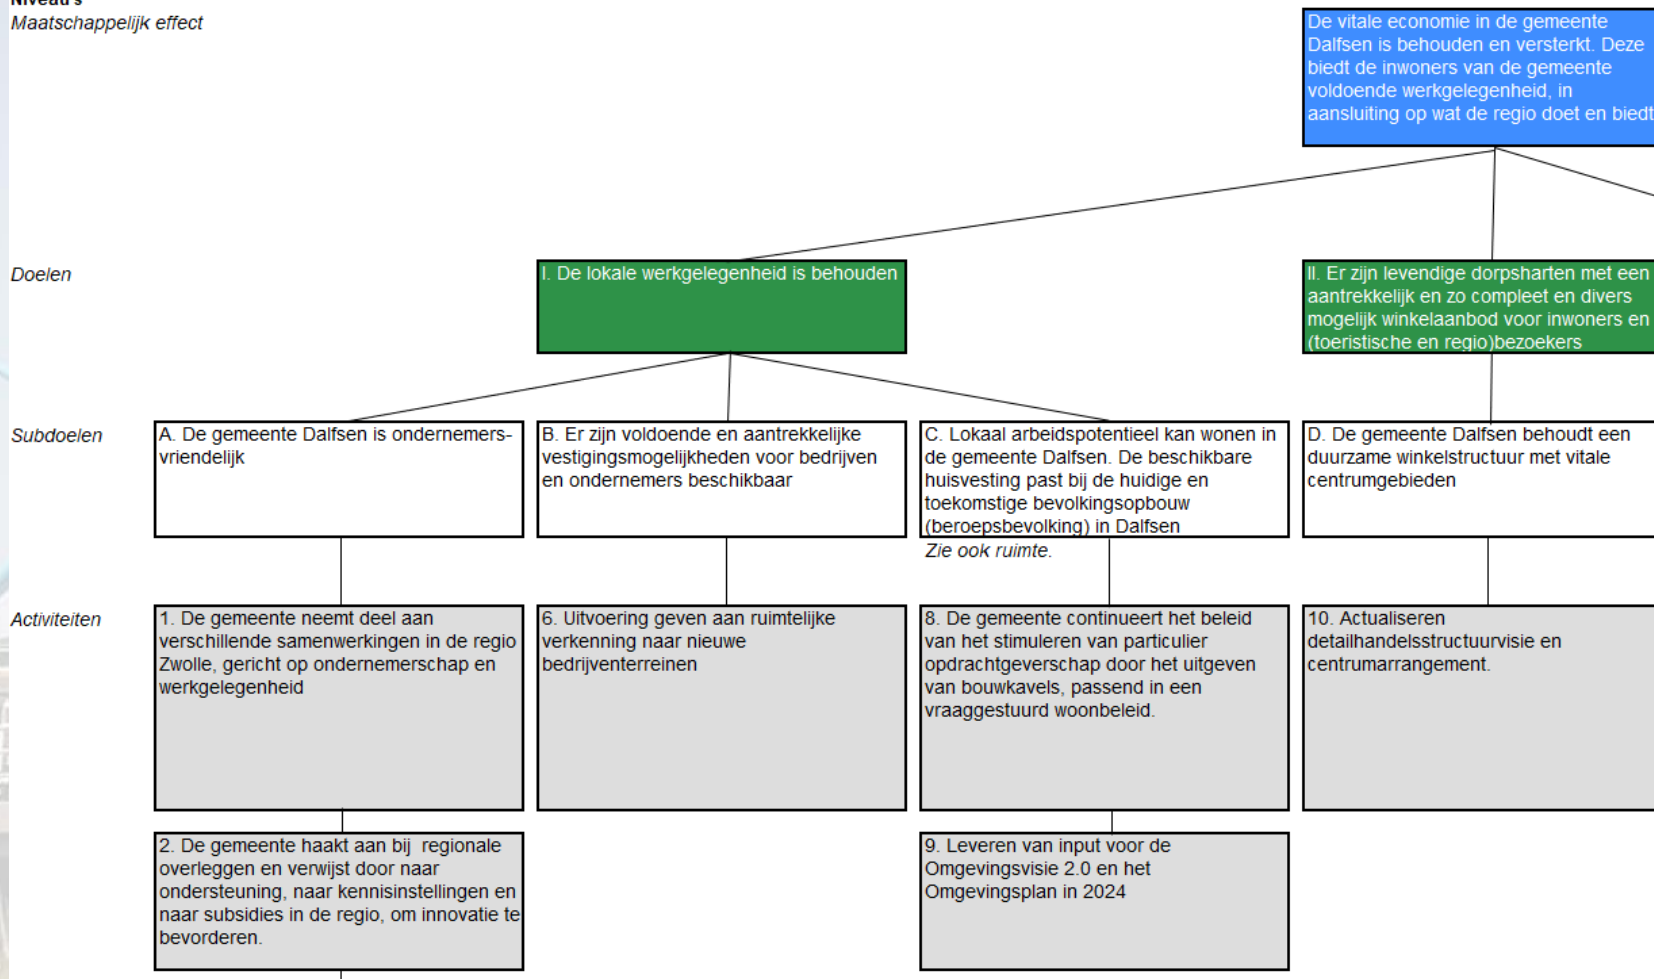 Niveau's
Maatschappelijk effect
De vitale economie in de gemeente
Dalfsen is behouden en versterkt. Deze
biedt de inwoners van de gemeente
voldoende werkgelegenheid, in
aansluiting op wat de regio doet en biedt
Doelen
I. De lokale werkgelegenheid is behouden
II. Er zijn levendige dorpsharten met een
aantrekkelijk en zo compleet en divers
mogelijk winkelaanbod voor inwoners en
(toeristische en regio)bezoekers
Subdoelen
A. De gemeente Dalfsen is ondernemers-
vriendelijk
B. Er zijn voldoende en aantrekkelijke
vestigingsmogelijkheden voor bedrijven
en ondernemers beschikbaar
C. Lokaal arbeidspotentieel kan wonen in
de gemeente Dalfsen. De beschikbare
huisvesting past bij de huidige en
toekomstige bevolkingsopbouw
(beroepsbevolking) in Dalfsen
Zie ook ruimte.
D. De gemeente Dalfsen behoudt een
duurzame winkelstructuur met vitale
centrumgebieden
Activiteiten
1. De gemeente neemt deel aan
verschillende samenwerkingen in de regio
Zwolle, gericht op ondernemerschap en
werkgelegenheid
6. Uitvoering geven aan ruimtelijke
verkenning naar nieuwe
bedrijventerreinen
8. De gemeente continueert het beleid
van het stimuleren van particulier
opdrachtgeverschap door het uitgeven
van bouwkavels, passend in een
vraaggestuurd woonbeleid.
10. Actualiseren
detailhandelsstructuurvisie en
centrumarrangement.
2. De gemeente haakt aan bij  regionale
overleggen en verwijst door naar
ondersteuning, naar kennisinstellingen en
naar subsidies in de regio, om innovatie te
bevorderen.
9. Leveren van input voor de
Omgevingsvisie 2.0 en het
Omgevingsplan in 2024